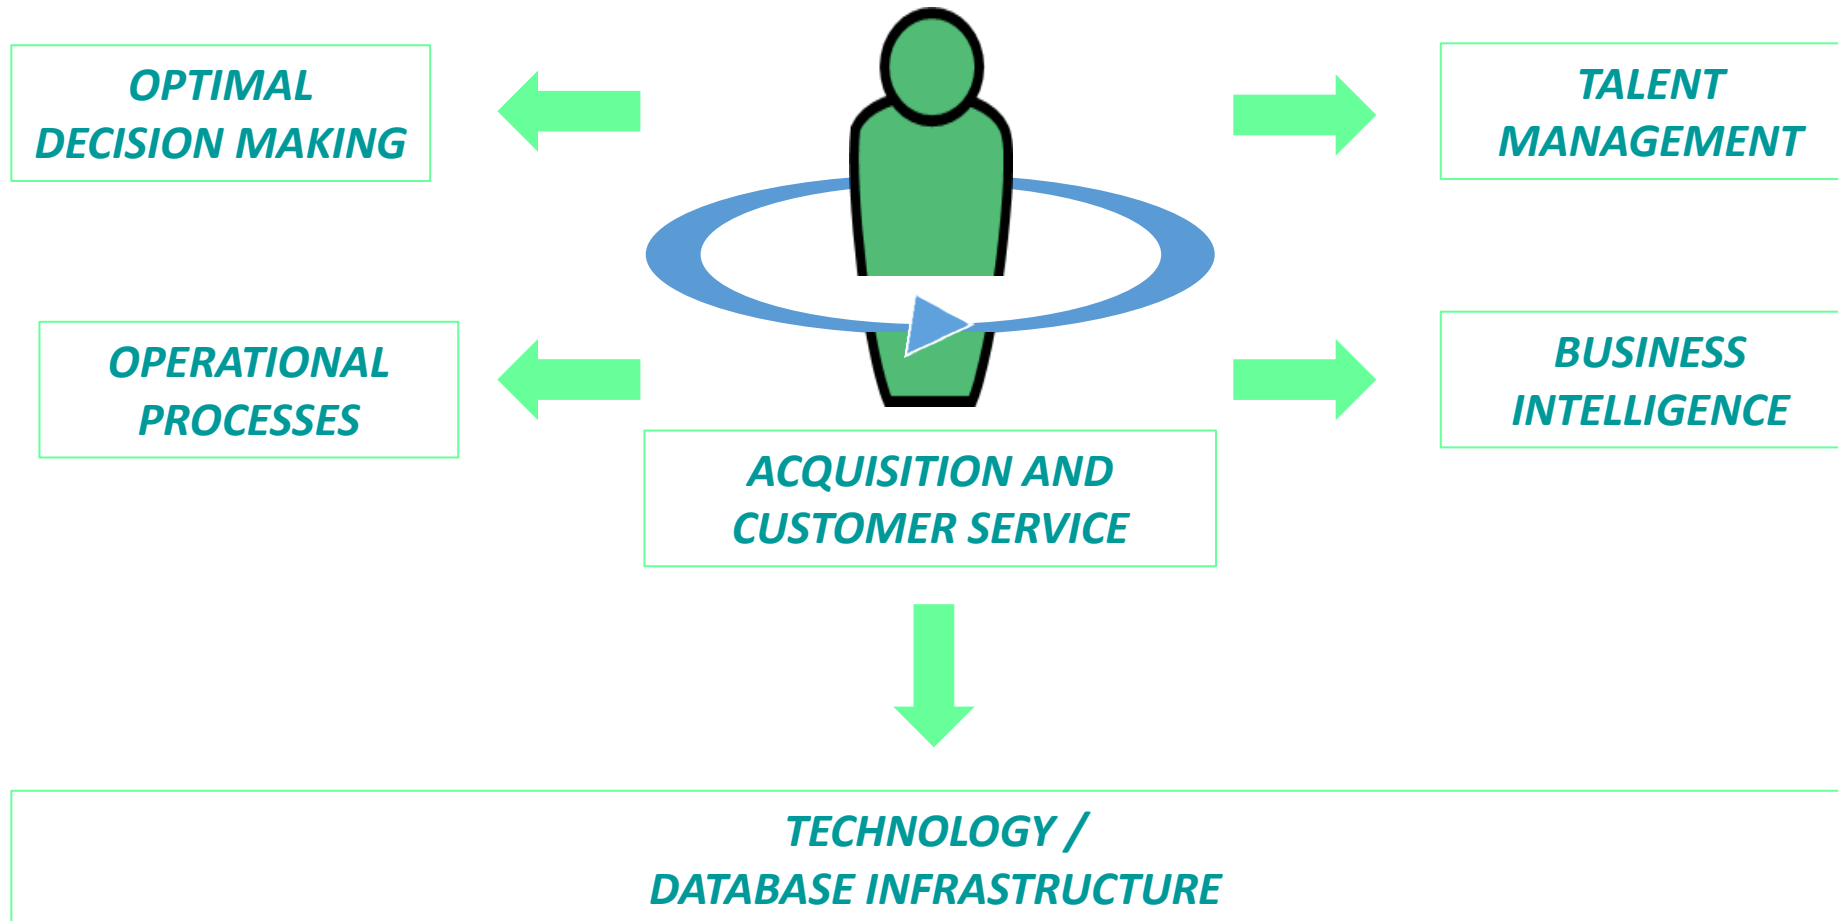 OPTIMAL
DECISION MAKING
TALENT
MANAGEMENT
OPERATIONAL
PROCESSES
BUSINESS
INTELLIGENCE
ACQUISITION AND
CUSTOMER SERVICE
TECHNOLOGY /
DATABASE INFRASTRUCTURE